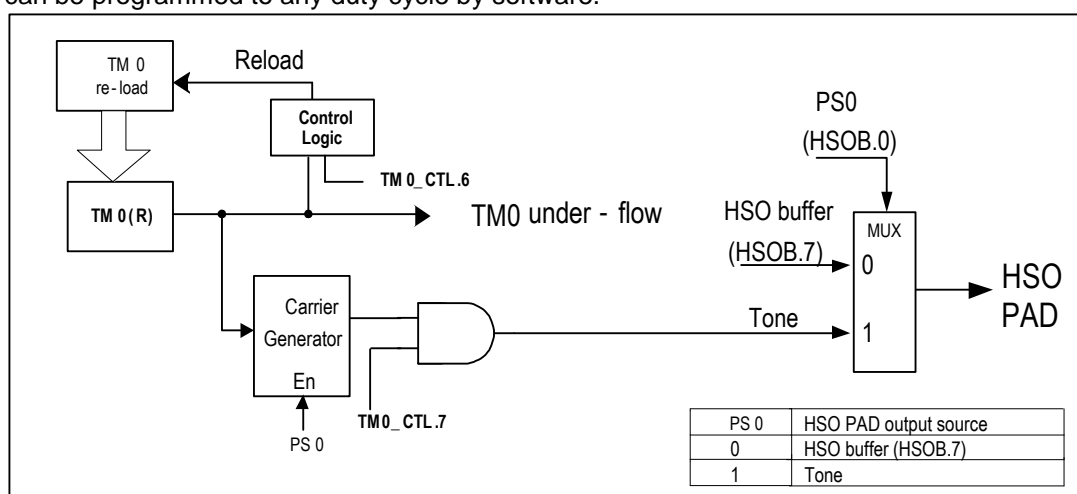 can be programmed to any duty cycle by software.
TM 0
re-load
Reload
Control
Logic
TM 0_CTL.6
TM 0(R)
TM0 under - flow
Carrier
Generator
En
PS 0
TM0_CTL.7
Tone
PS0
(HSOB.0)
HSO buffer
(HSOB.7)
MUX
0
1
HSO
PAD
PS 0 HSO PAD output source
0 HSO buffer (HSOB.7)
1 Tone